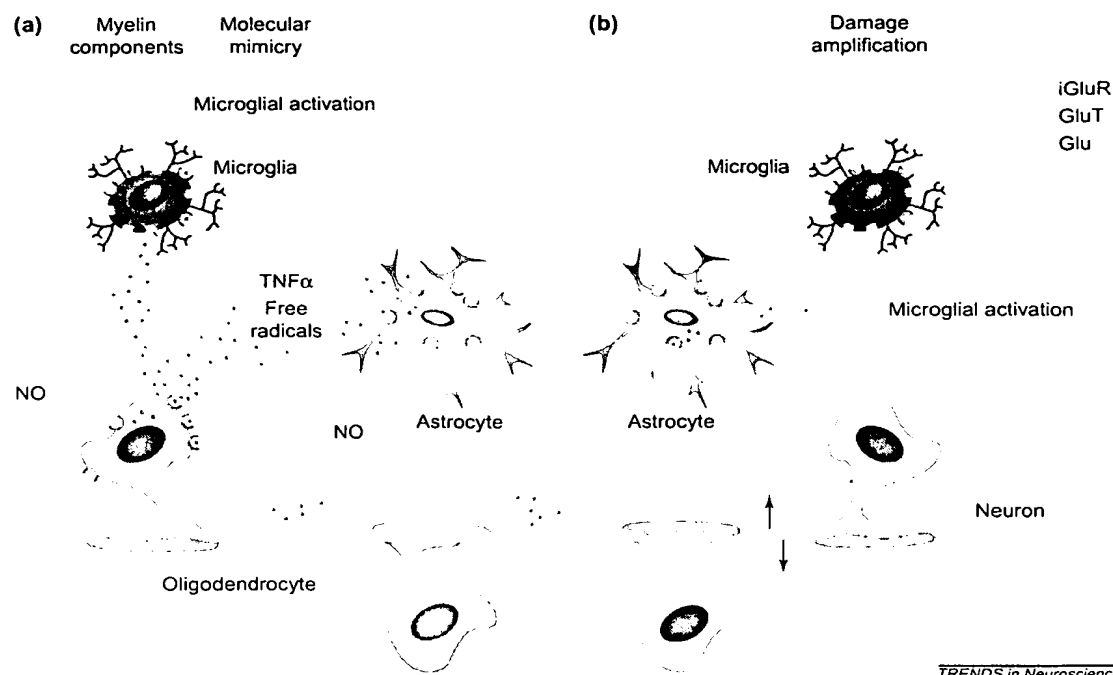 (a)
Myelin
components
Molecular
mimicry
Microglial activation
Microglia
TNFα
Free
radicals
NO
NO
Astrocyte
Oligodendrocyte
(b)
Damage
amplification
iGluR
GluT
Glu
Microglia
Microglial activation
Astrocyte
Neuron
TRENDS in Neuroscience